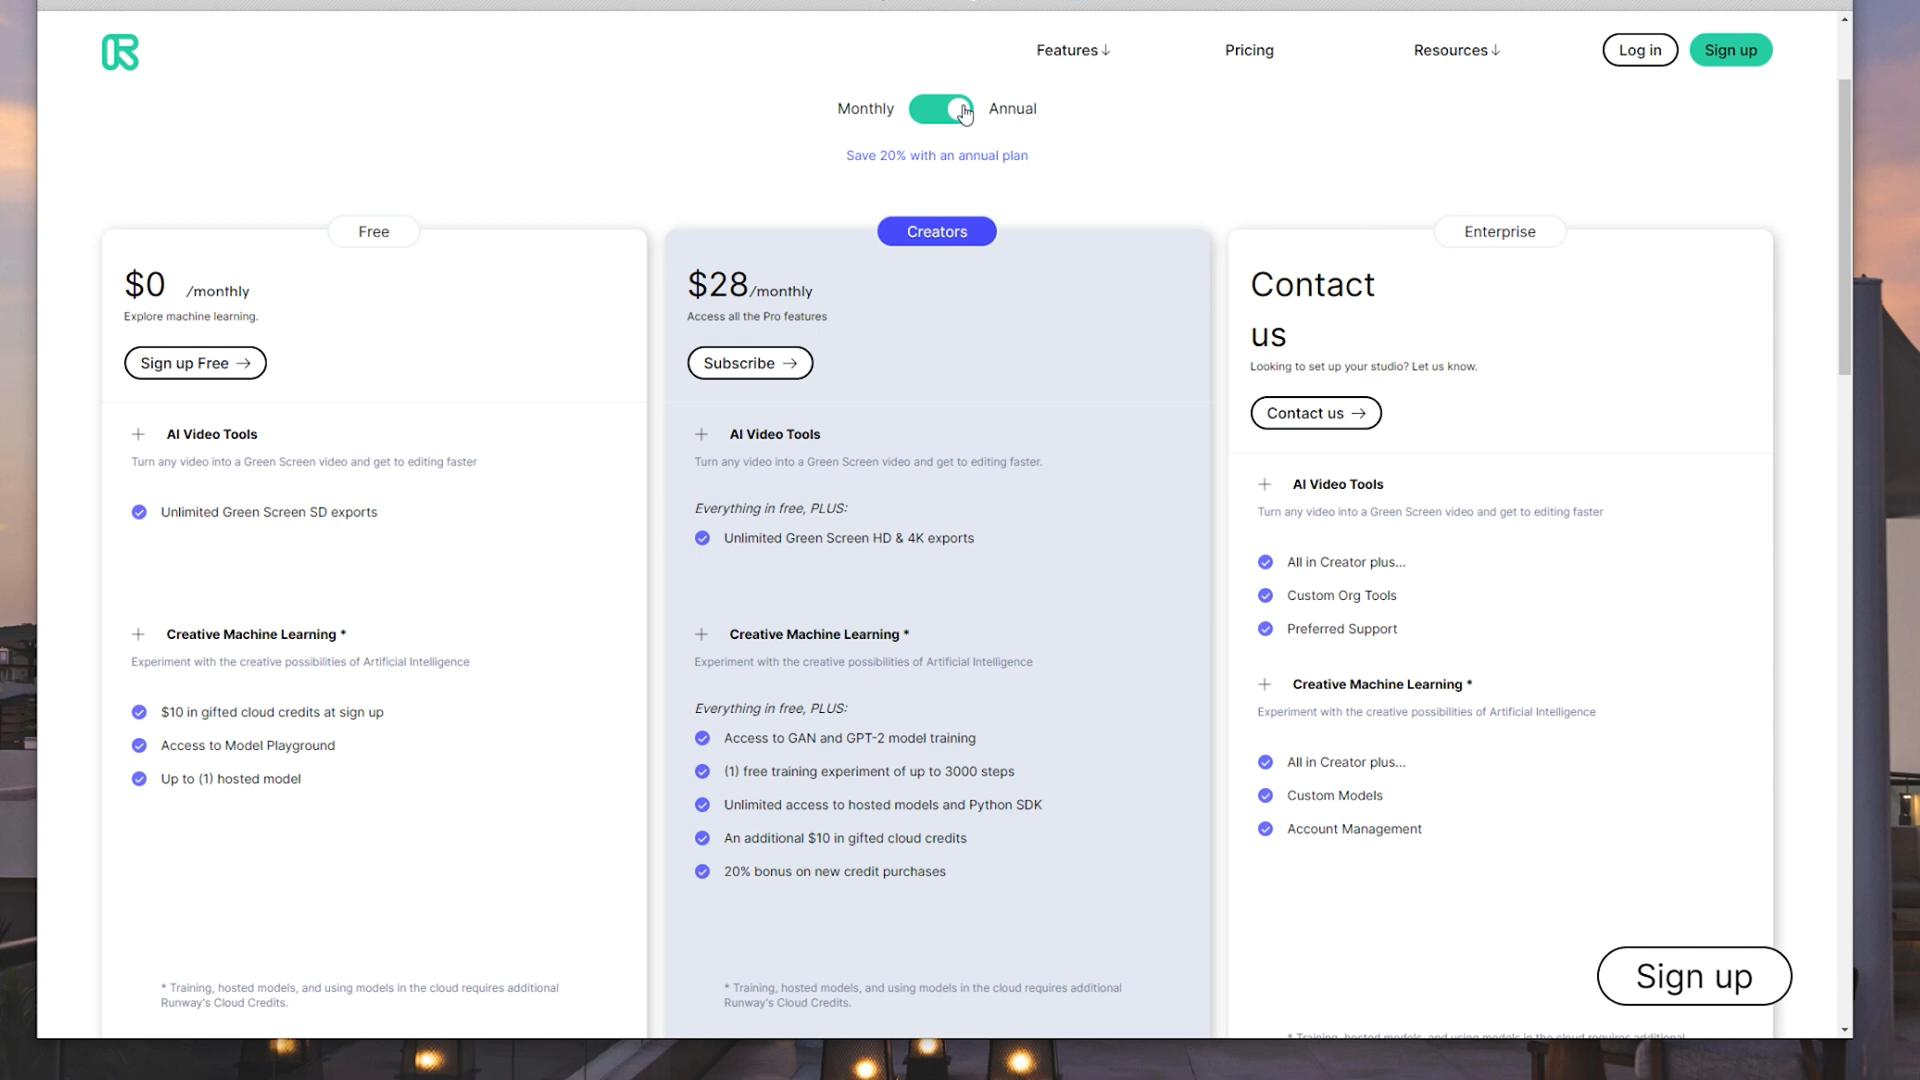 Features↓
Pricing
Resources↓
Log in
Sign up
Monthly
Annual
Save 20% with an annual plan
Free
$0 /monthly
Explore machine learning.
Sign up Free →
AI Video Tools
Turn any video into a Green Screen video and get to editing faster
Unlimited Green Screen SD exports
Creative Machine Learning *
Experiment with the creative possibilities of Artificial Intelligence
$10 in gifted cloud credits at sign up
Access to Model Playground
Up to (1) hosted model
* Training, hosted models, and using models in the cloud requires additional
Runway's Cloud Credits.
Creators
$28/monthly
Access all the Pro features
Subscribe →
AI Video Tools
Turn any video into a Green Screen video and get to editing faster.
Everything in free, PLUS:
Unlimited Green Screen HD & 4K exports
Creative Machine Learning *
Experiment with the creative possibilities of Artificial Intelligence
Everything in free, PLUS:
Access to GAN and GPT-2 model training
(1) free training experiment of up to 3000 steps
Unlimited access to hosted models and Python SDK
An additional $10 in gifted cloud credits
20% bonus on new credit purchases
* Training, hosted models, and using models in the cloud requires additional
Runway's Cloud Credits.
Enterprise
Contact
us
Looking to set up your studio? Let us know.
Contact us →
AI Video Tools
Turn any video into a Green Screen video and get to editing faster
All in Creator plus...
Custom Org Tools
Preferred Support
Creative Machine Learning *
Experiment with the creative possibilities of Artificial Intelligence
All in Creator plus...
Custom Models
Account Management
* Training, hosted models, and using models in the cloud requires additional
Sign up